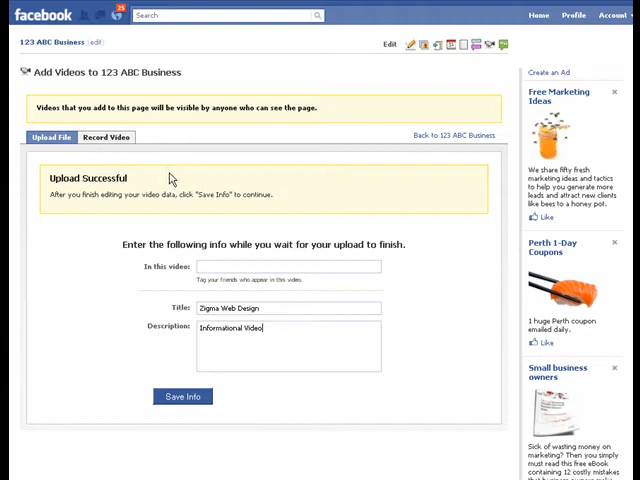 facebook
25
Search
Home Profile Account
123 ABC Business (edit)
Edit
Add Videos to 123 ABC Business
Videos that you add to this page will be visible by anyone who can see the page.
Upload File Record Video
Back to 123 ABC Business
Upload Successful
After you finish editing your video data, click "Save Info" to continue.
Enter the following info while you wait for your upload to finish.
In this video:
Tag your friends who appear in this video.
Title: Zigma Web Design
Description: Informational Video
Save Info
Create an Ad
Free Marketing
Ideas
We share fifty fresh
marketing ideas and tactics
to help you generate more
leads and attract new clients
like bees to a honey pot.
Like
Perth 1-Day
Coupons
1 huge Perth coupon
emailed daily.
Like
Small business
owners
Sick of wasting money on
marketing? Then you simply
must read this free eBook
containing 12 costly mistakes